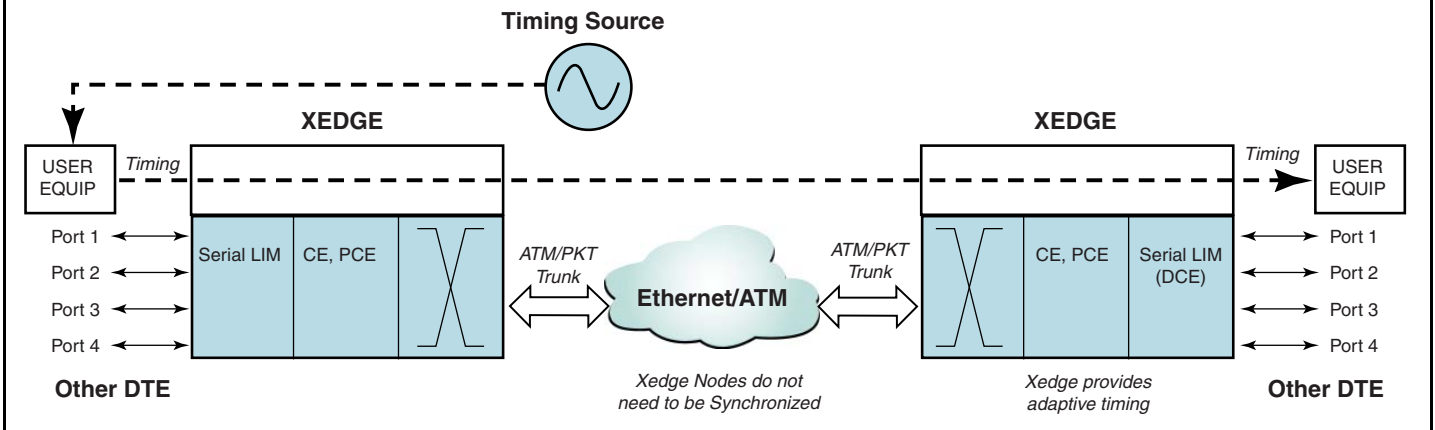 Timing Source
XEDGE
XEDGE
USER
EQUIP
Timing
Timing
USER
EQUIP
Port 1
Port 2
Port 3
Port 4
Serial LIM
CE, PCE
ATM/PKT
Trunk
Ethernet/ATM
ATM/PKT
Trunk
CE, PCE
Serial LIM
(DCE)
Port 1
Port 2
Port 3
Port 4
Other DTE
Xedge Nodes do not
need to be Synchronized
Xedge provides
adaptive timing
Other DTE